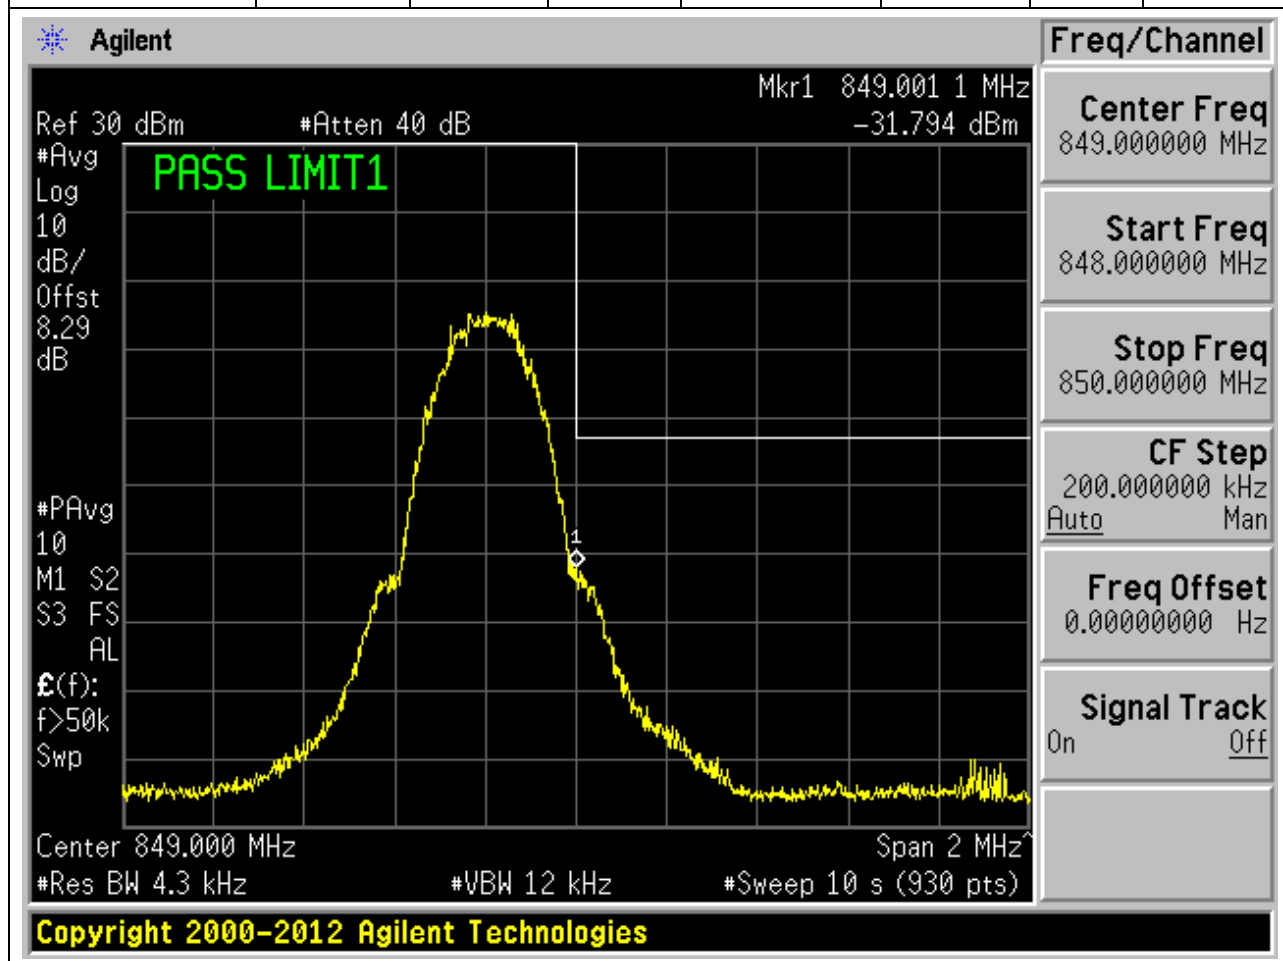 Agilent
Freq/Channel
Mkr1 849.001 1 MHz
Ref 30 dBm #Atten 40 dB -31.794 dBm
#Avg
Log
10
dB/
Offst
8.29
dB
PASS LIMIT1
1
#PAvg
10
M1 S2
S3 FS
AL
£(f):
f>50k
Swp
Center 849.000 MHz Span 2 MHz^
#Res BW 4.3 kHz #VBW 12 kHz #Sweep 10 s (930 pts)
Copyright 2000-2012 Agilent Technologies
Center Freq
849.000000 MHz
Start Freq
848.000000 MHz
Stop Freq
850.000000 MHz
CF Step
200.000000 kHz
Auto Man
Freq Offset
0.00000000 Hz
Signal Track
On Off